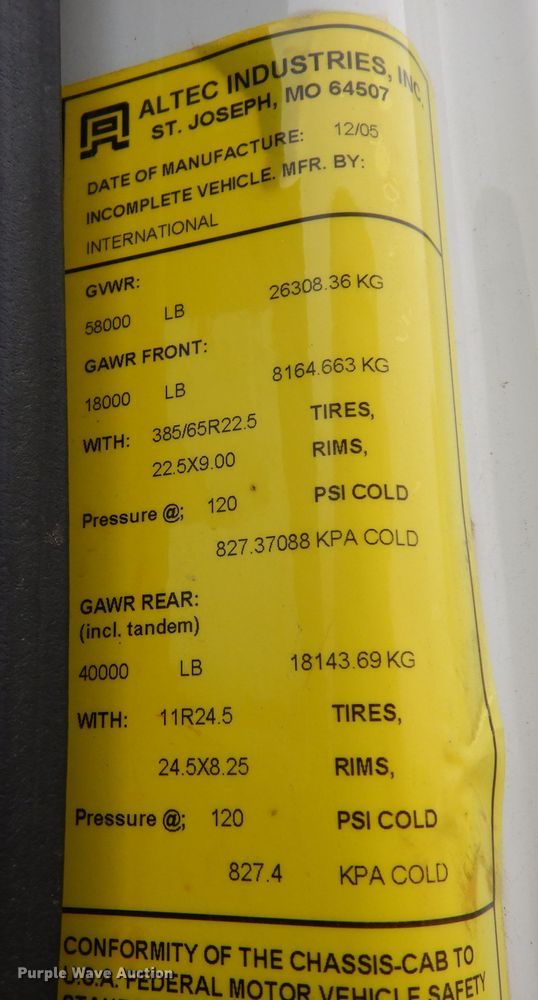 ALTEC INDUSTRIES, INC.
ST. JOSEPH, MO 64507
DATE OF MANUFACTURE: 12/05
INCOMPLETE VEHICLE. MFR. BY:
INTERNATIONAL
GVWR:
58000 LB 26308.36 KG
GAWR FRONT:
18000 LB 8164.663 KG
WITH: 385/65R22.5 TIRES,
22.5X9.00 RIMS,
Pressure @; 120 PSI COLD
827.37088 KPA COLD
GAWR REAR:
(incl. tandem)
40000 LB 18143.69 KG
WITH: 11R24.5 TIRES,
24.5X8.25 RIMS,
Pressure @; 120 PSI COLD
827.4 KPA COLD
CONFORMITY OF THE CHASSIS-CAB TO
U.S.A. FEDERAL MOTOR VEHICLE SAFETY
Purple Wave Auction